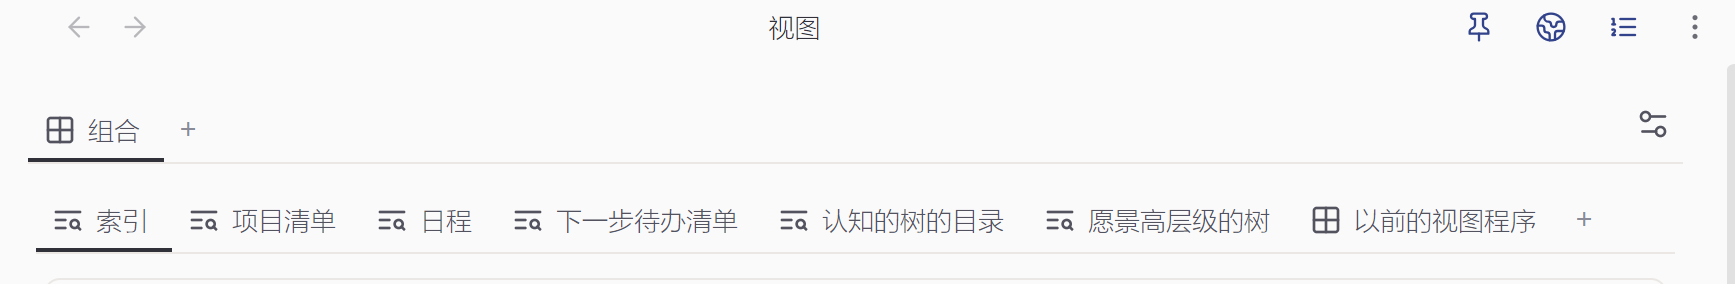 视图
组合 +
索引 项目清单 日程 下一步待办清单 认知的树的目录 愿景高层级的树 以前的视图程序 +